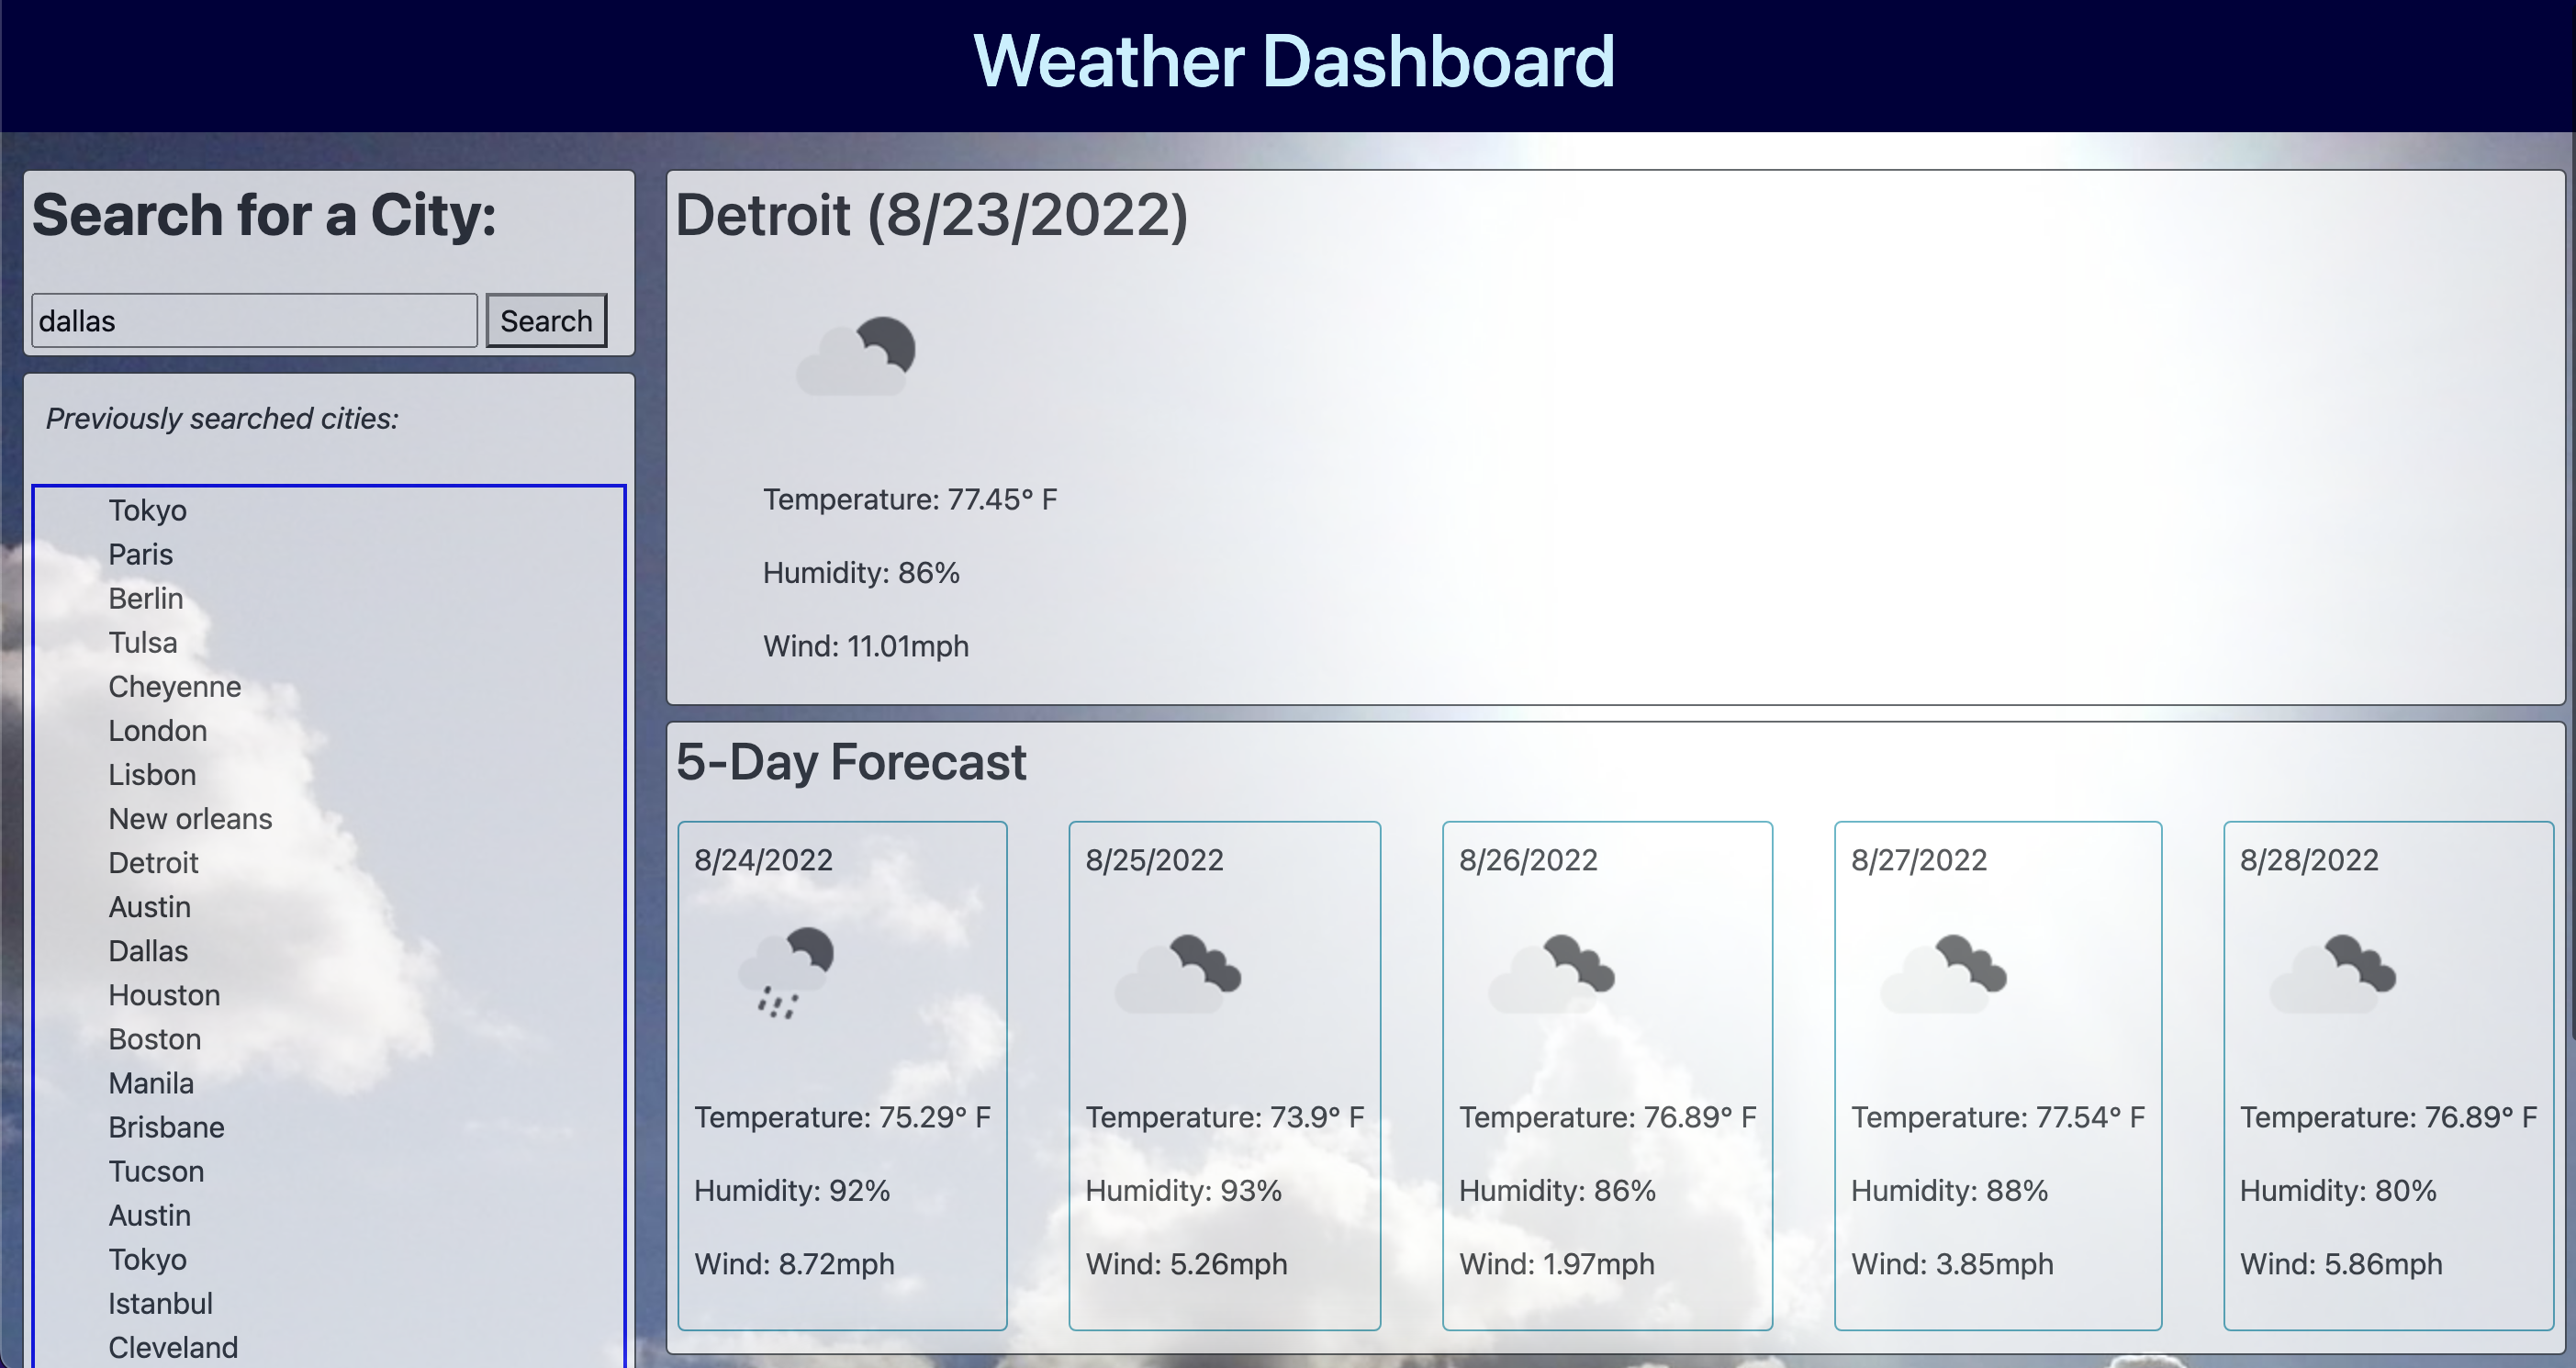 Weather Dashboard
Search for a City:
dallas
Search
Previously searched cities:
Tokyo
Paris
Berlin
Tulsa
Cheyenne
London
Lisbon
New orleans
Detroit
Austin
Dallas
Houston
Boston
Manila
Brisbane
Tucson
Austin
Tokyo
Istanbul
Cleveland
Detroit (8/23/2022)
Temperature: 77.45° F
Humidity: 86%
Wind: 11.01mph
5-Day Forecast
8/24/2022
Temperature: 75.29° F
Humidity: 92%
Wind: 8.72mph
8/25/2022
Temperature: 73.9° F
Humidity: 93%
Wind: 5.26mph
8/26/2022
Temperature: 76.89° F
Humidity: 86%
Wind: 1.97mph
8/27/2022
Temperature: 77.54° F
Humidity: 88%
Wind: 3.85mph
8/28/2022
Temperature: 76.89° F
Humidity: 80%
Wind: 5.86mph